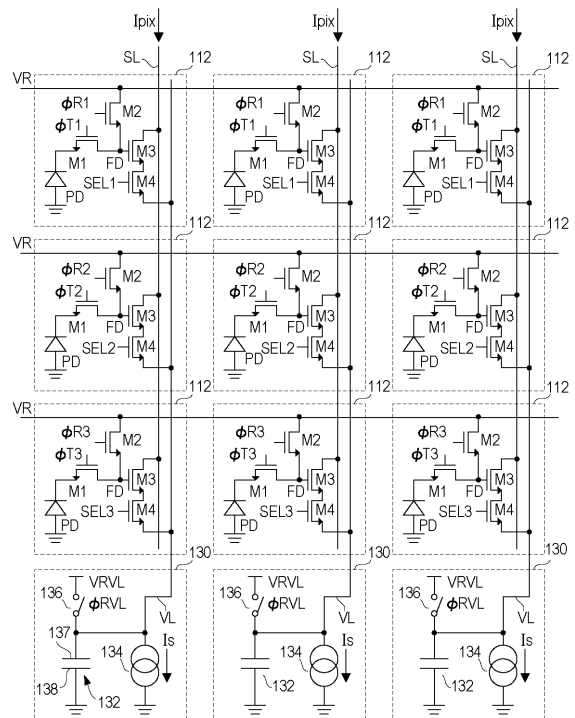 Ipix Ipix Ipix
SL 112 SL 112 SL 112
VR
ϕR1 M2 ϕR1 M2 ϕR1 M2
ϕT1 ϕT1 ϕT1
M1 FD M3 M1 FD M3 M1 FD M3
SEL1 M4 SEL1 M4 SEL1 M4
PD PD PD
112 112 112
VR
ϕR2 M2 ϕR2 M2 ϕR2 M2
ϕT2 ϕT2 ϕT2
M1 FD M3 M1 FD M3 M1 FD M3
SEL2 M4 SEL2 M4 SEL2 M4
PD PD PD
112 112 112
VR
ϕR3 M2 ϕR3 M2 ϕR3 M2
ϕT3 ϕT3 ϕT3
M1 FD M3 M1 FD M3 M1 FD M3
SEL3 M4 SEL3 M4 SEL3 M4
PD PD PD
130 130 130
VRVL VRVL VRVL
136 ϕRVL 136 ϕRVL 136 ϕRVL
VL VL VL
137 134 Is 134 Is 134 Is
138 132 132 132